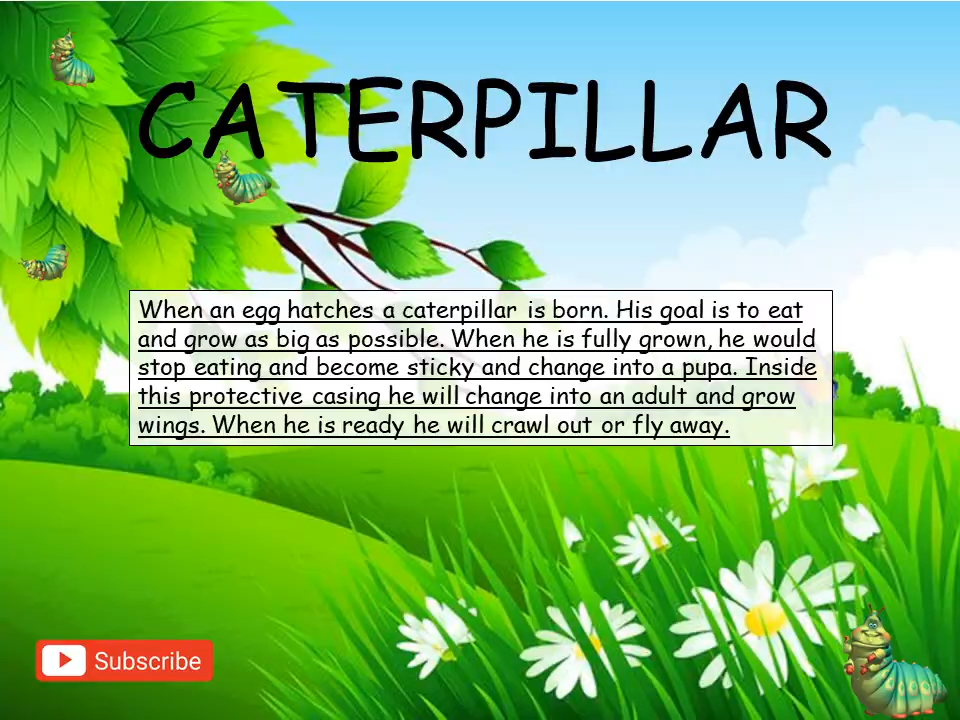 CATERPILLAR
When an egg hatches a caterpillar is born. His goal is to eat
and grow as big as possible. When he is fully grown, he would
stop eating and become sticky and change into a pupa. Inside
this protective casing he will change into an adult and grow
wings. When he is ready he will crawl out or fly away.
Subscribe